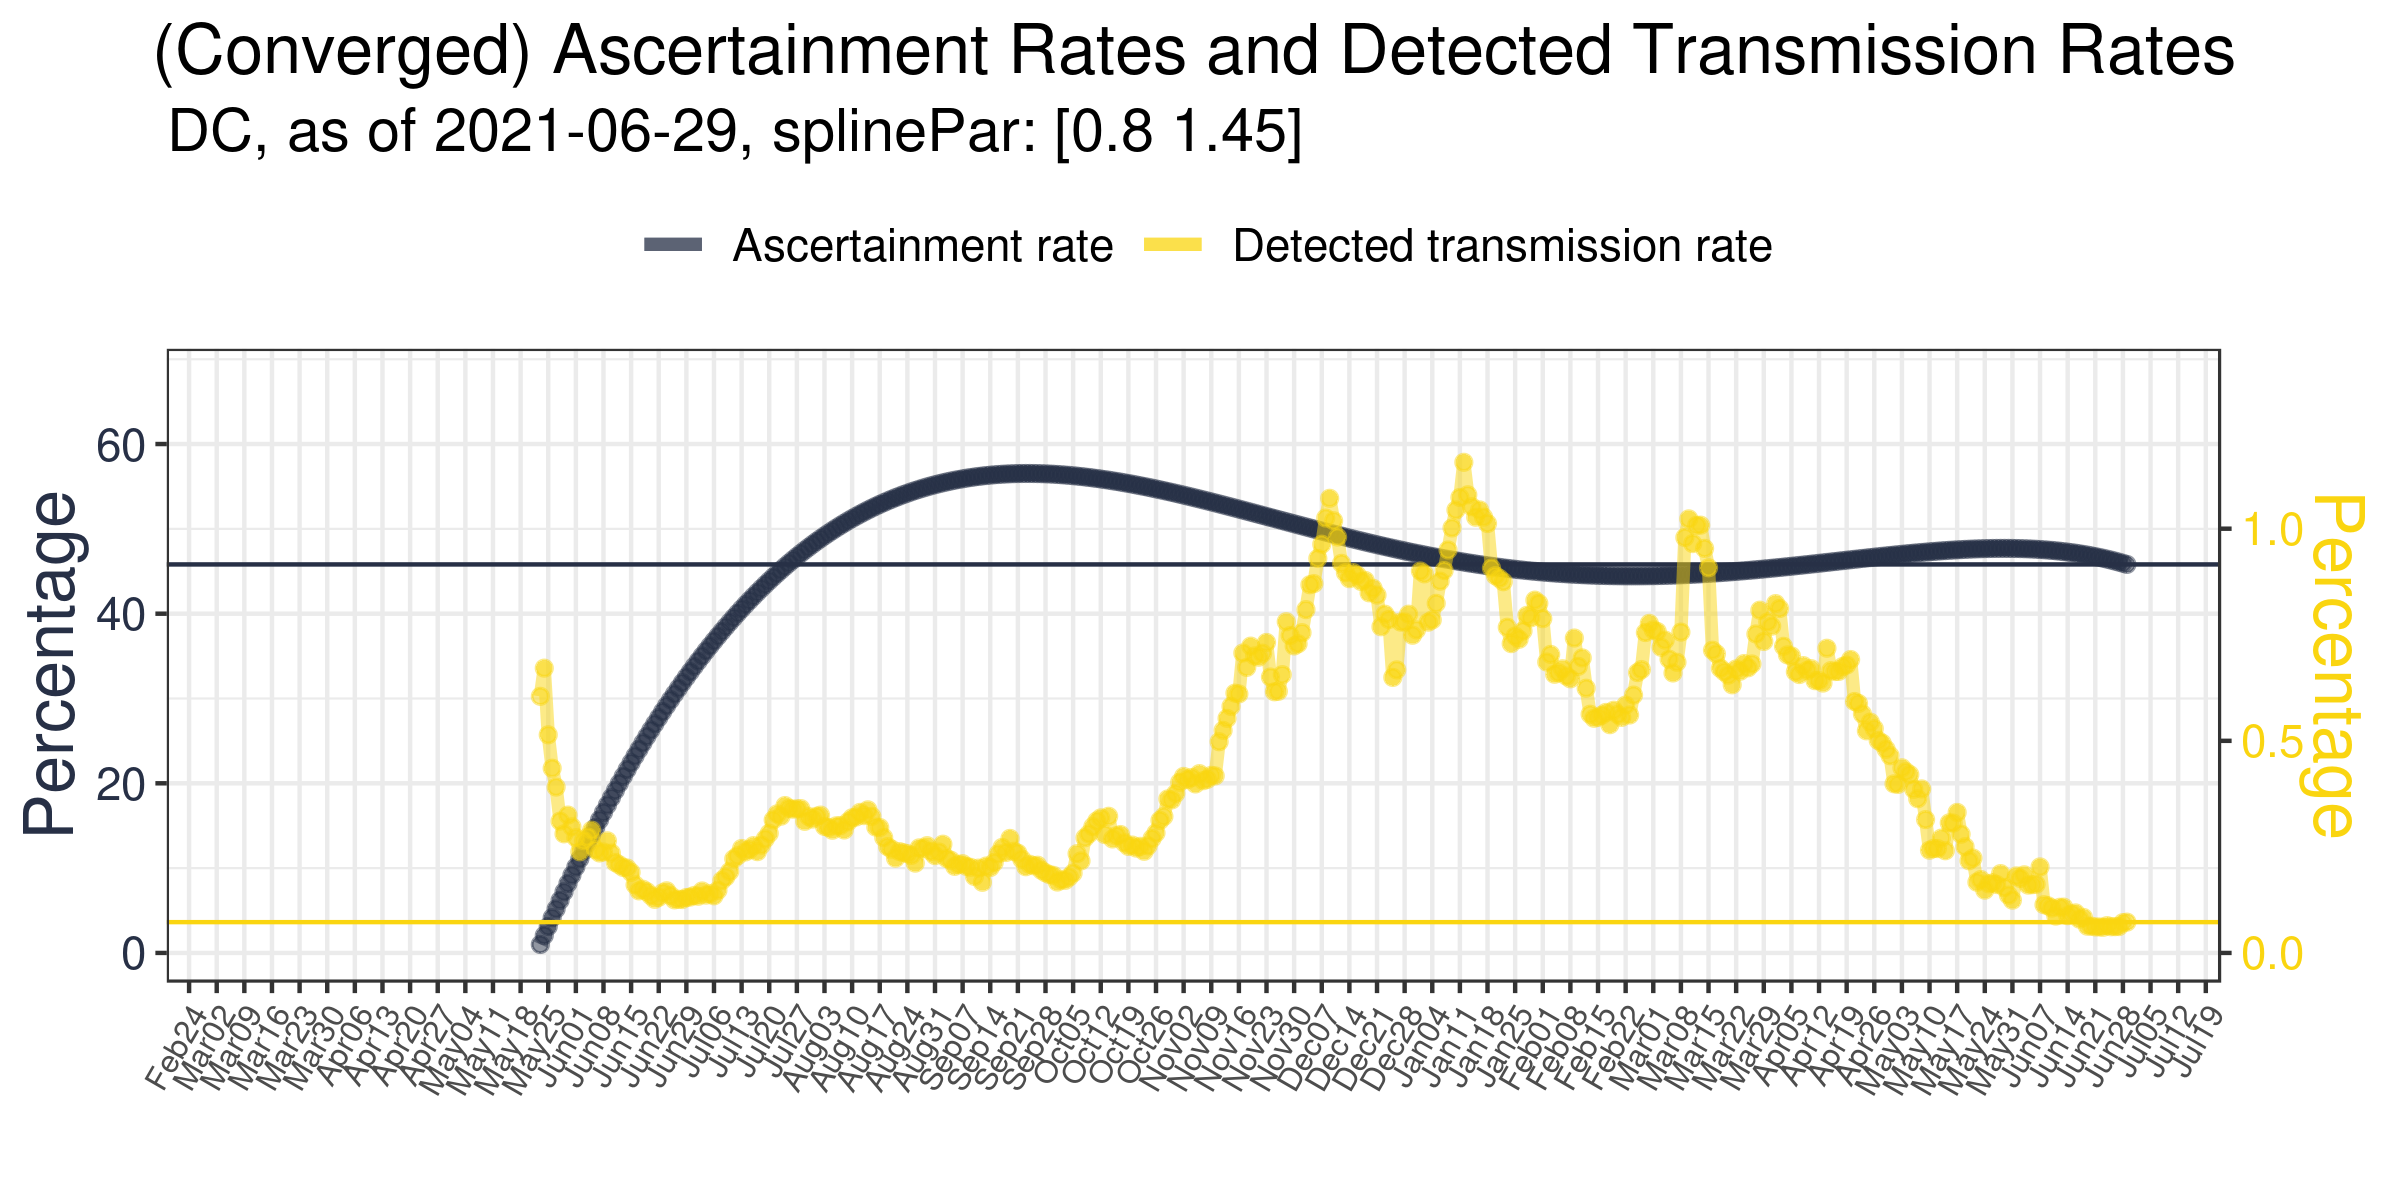 (Converged) Ascertainment Rates and Detected Transmission Rates
DC, as of 2021-06-29, splinePar: [0.8 1.45]
Ascertainment rate
Detected transmission rate
Percentage
60
40
20
0
1.0
0.5
0.0
Percentage
Feb24
Mar02
Mar09
Mar16
Mar23
Mar30
Apr06
Apr13
Apr20
Apr27
May04
May11
May18
May25
Jun01
Jun08
Jun15
Jun22
Jun29
Jul06
Jul13
Jul20
Jul27
Aug03
Aug10
Aug17
Aug24
Aug31
Sep07
Sep14
Sep21
Sep28
Oct05
Oct12
Oct19
Oct26
Nov02
Nov09
Nov16
Nov23
Nov30
Dec07
Dec14
Dec21
Dec28
Jan04
Jan11
Jan18
Jan25
Feb01
Feb08
Feb15
Feb22
Mar01
Mar08
Mar15
Mar22
Mar29
Apr05
Apr12
Apr19
Apr26
May03
May10
May17
May24
May31
Jun07
Jun14
Jun21
Jun28
Jul05
Jul12
Jul19